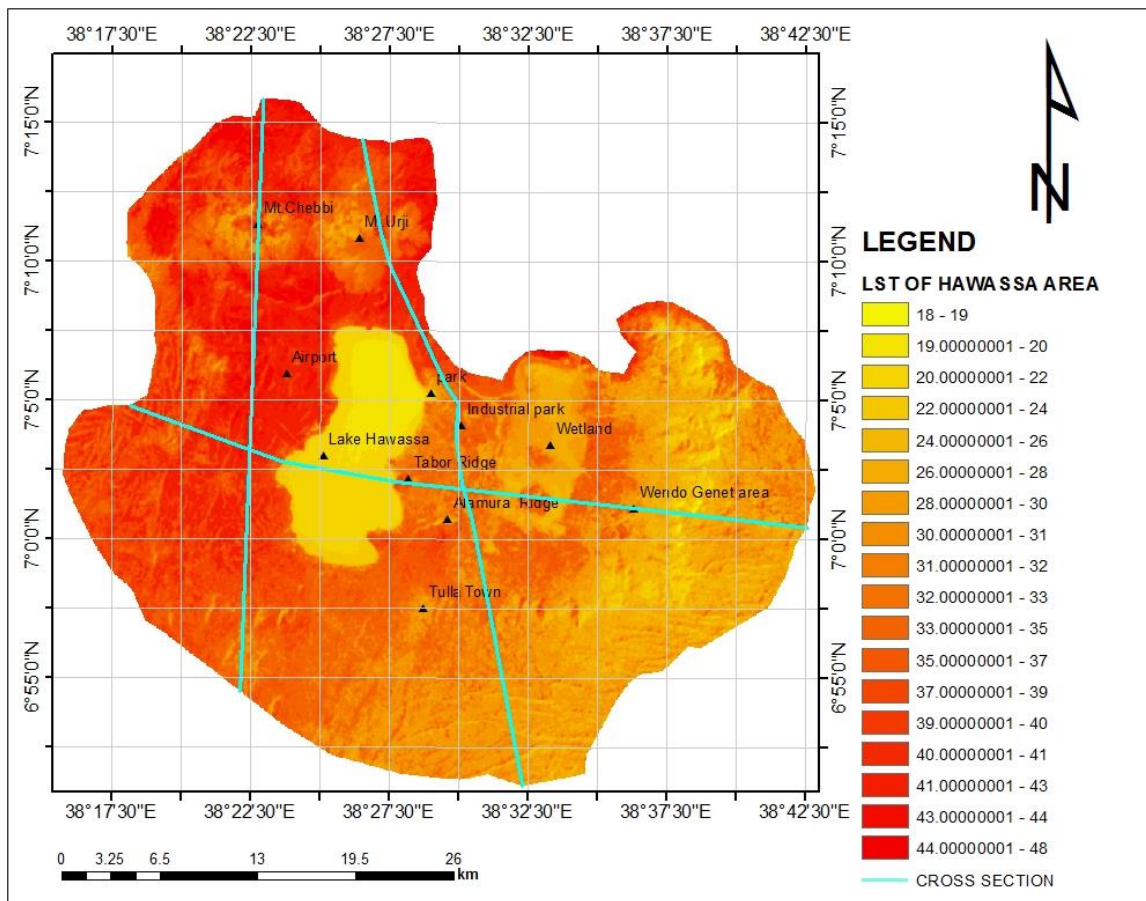 38°17'30"E 38°22'30"E 38°27'30"E 38°32'30"E 38°37'30"E 38°42'30"E
7°15'0"N 7°15'0"N
7°10'0"N 7°10'0"N
7°5'0"N 7°5'0"N
7°0'0"N 7°0'0"N
6°55'0"N 6°55'0"N
Mt.Chebbi
Mt.Urji
Airport
park
Industrial park
Lake Hawassa
Wetland
Tabor Ridge
Wendo Genet area
Alamura Ridge
Tulla Town
38°17'30"E 38°22'30"E 38°27'30"E 38°32'30"E 38°37'30"E 38°42'30"E
0 3.25 6.5 13 19.5 26
km
N
LEGEND
LST OF HAWASSA AREA
18 - 19
19.00000001 - 20
20.00000001 - 22
22.00000001 - 24
24.00000001 - 26
26.00000001 - 28
28.00000001 - 30
30.00000001 - 31
31.00000001 - 32
32.00000001 - 33
33.00000001 - 35
35.00000001 - 37
37.00000001 - 39
39.00000001 - 40
40.00000001 - 41
41.00000001 - 43
43.00000001 - 44
44.00000001 - 48
CROSS SECTION